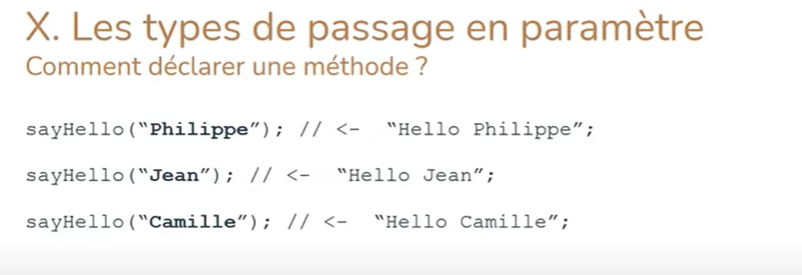 X. Les types de passage en paramètre
Comment déclarer une méthode ?
sayHello(“Philippe”); // <- “Hello Philippe”;
sayHello(“Jean”); // <- “Hello Jean”;
sayHello(“Camille”); // <- “Hello Camille”;